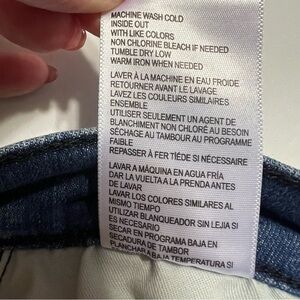 MACHINE WASH COLD
INSIDE OUT
WITH LIKE COLORS
NON CHLORINE BLEACH IF NEEDED
TUMBLE DRY LOW
WARM IRON WHEN NEEDED
LAVER À LA MACHINE EN EAU FROIDE
RETOURNER AVANT LE LAVAGE
LAVEZ LES COULEURS SIMILAIRES
ENSEMBLE
UTILISER SEULEMENT UN AGENT DE
BLANCHIMENT NON CHLORÉ AU BESOIN
SÉCHAGE AU TAMBOUR AU PROGRAMME
FAIBLE
REPASSER À FER TIÉDE SI NÉCESSAIRE
LAVAR A MÁQUINA EN AGUA FRÍA
DAR LA VUELTA A LA PRENDA ANTES
DE LAVAR
LAVAR LOS COLORES SIMILARES AL
MISMO TIEMPO
UTILIZAR BLANQUEADOR SIN LEJIA SI
ES NECESARIO
SECAR EN PROGRAMA BAJA EN
SECADURA DE TAMBOR
PLANCHAR A BAJA TEMPERATURA SI